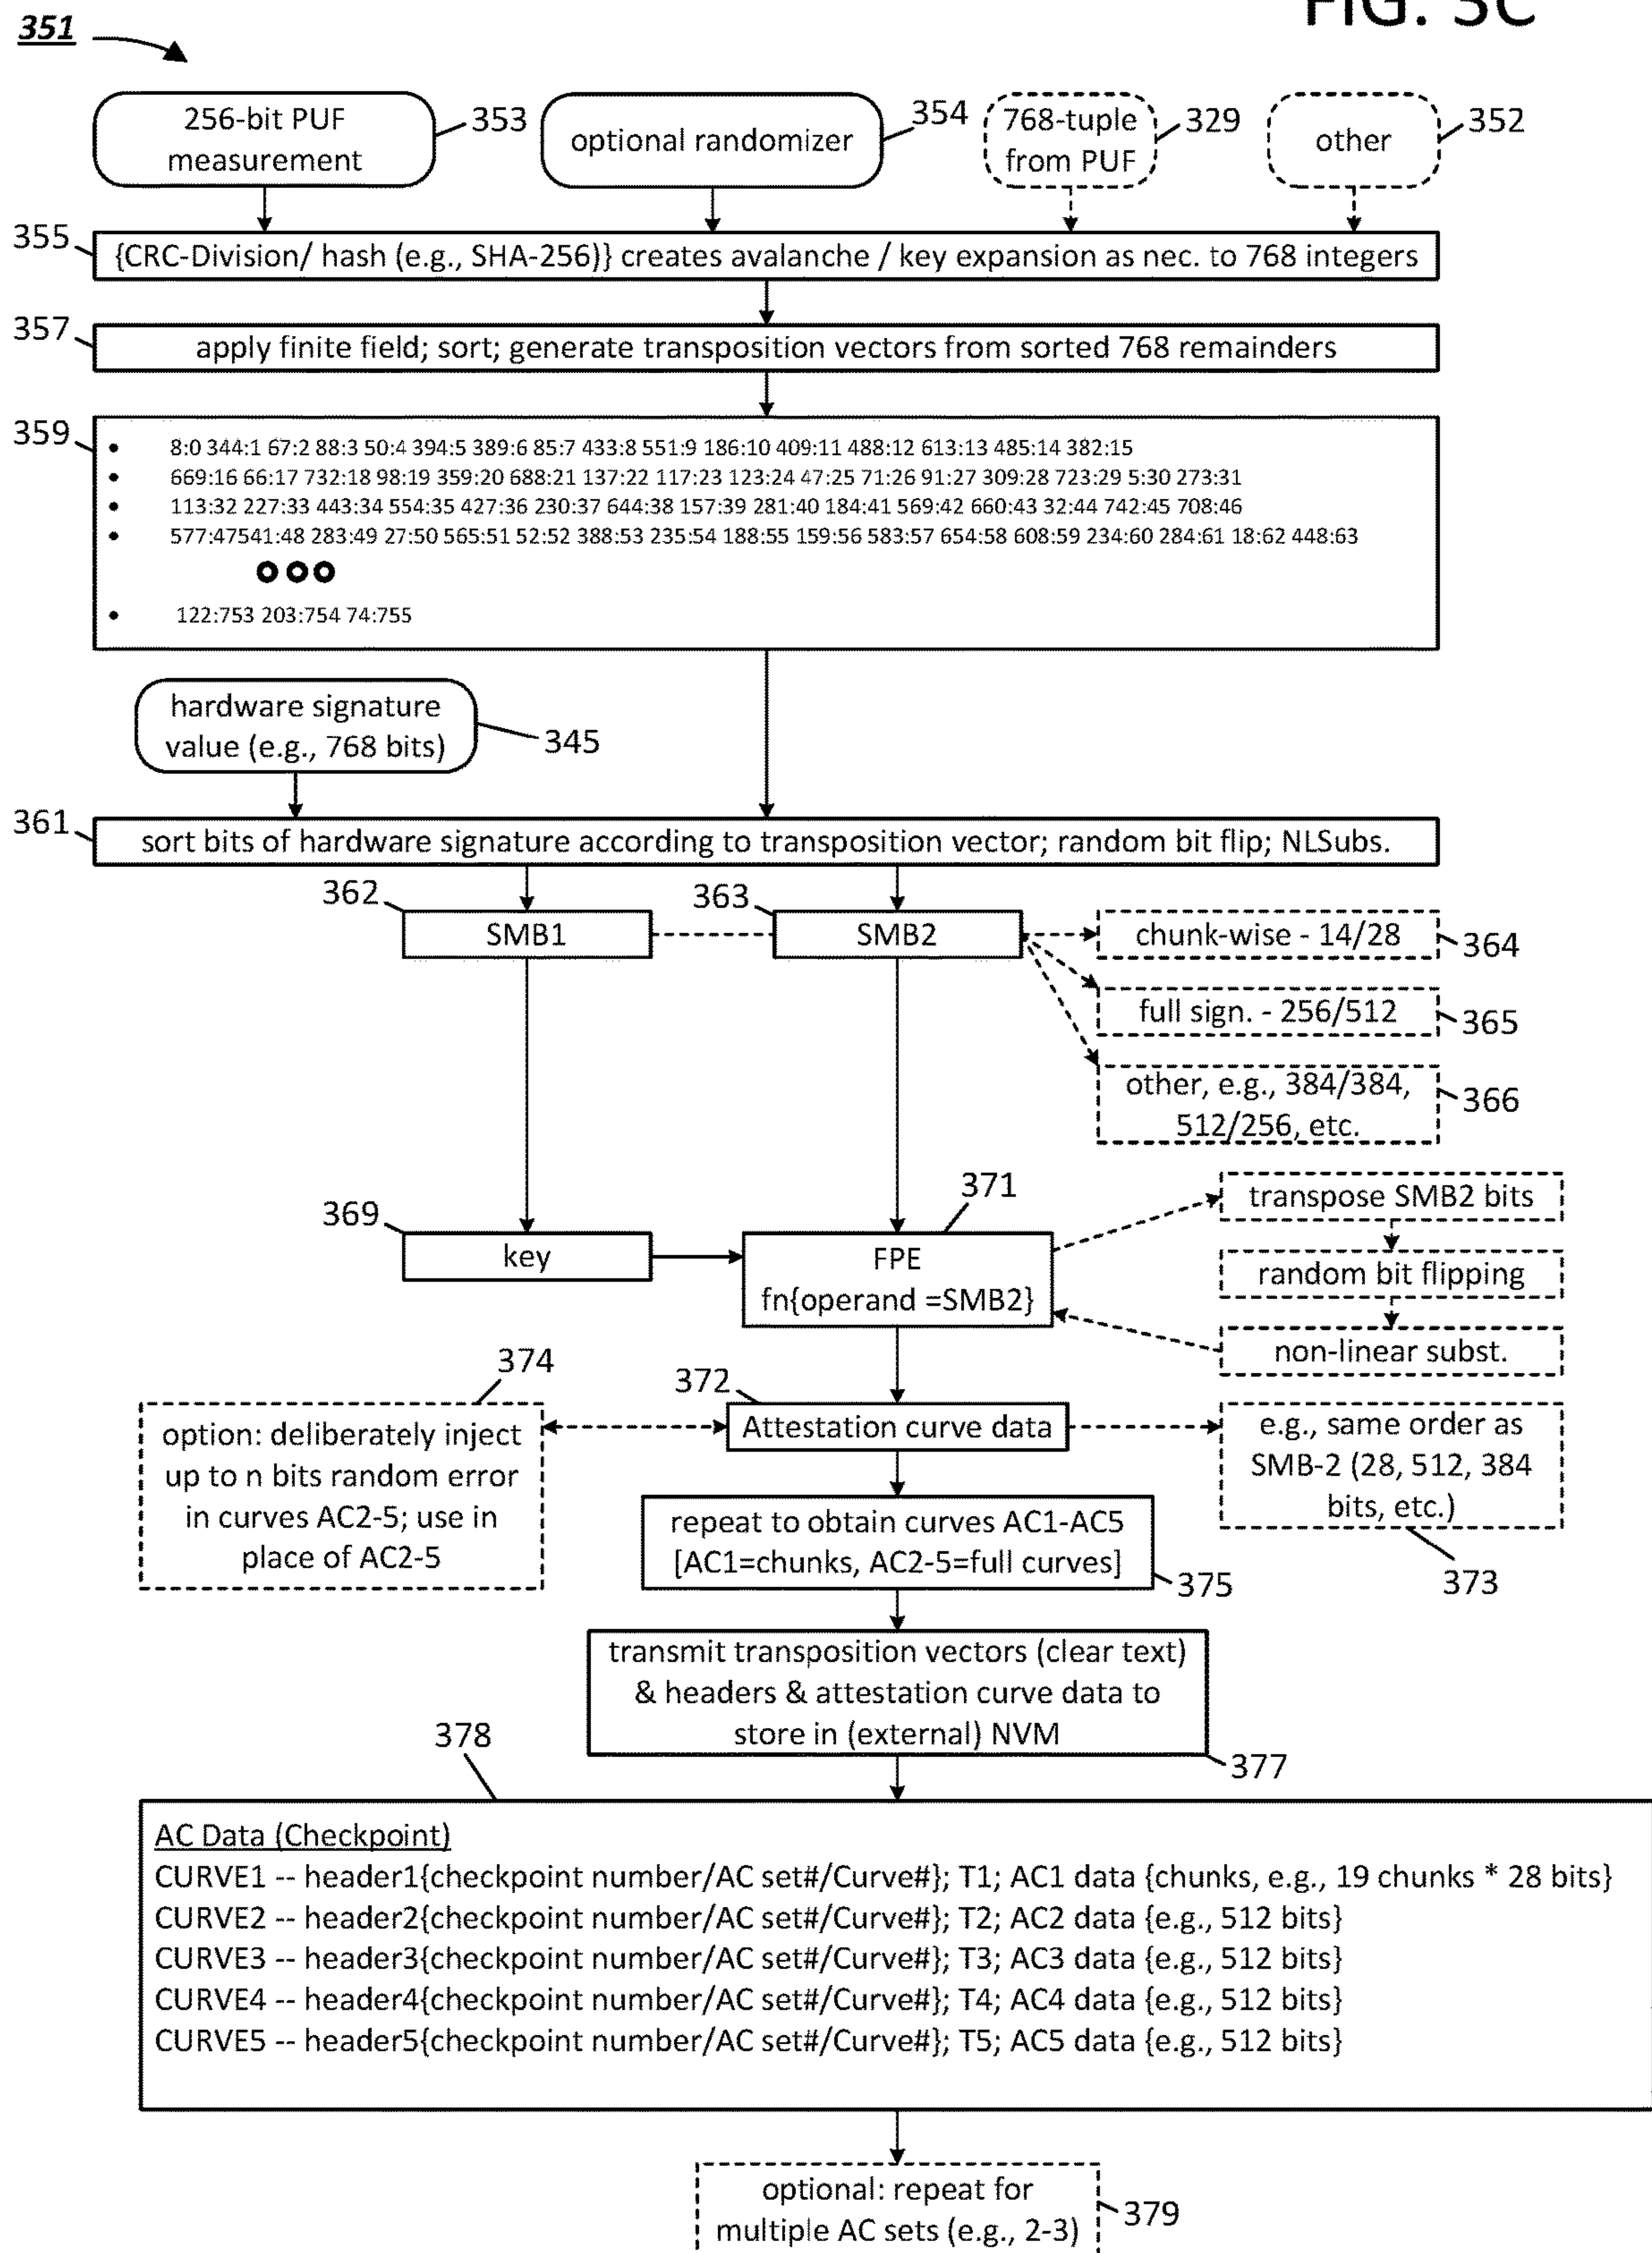 FIG. 3C
351
256-bit PUF
measurement
353
optional randomizer
354
768-tuple
from PUF
329
other
352
355
{CRC-Division/ hash (e.g., SHA-256)} creates avalanche / key expansion as nec. to 768 integers
357
apply finite field; sort; generate transposition vectors from sorted 768 remainders
359
• 8:0 344:1 67:2 88:3 50:4 394:5 389:6 85:7 433:8 551:9 186:10 409:11 488:12 613:13 485:14 382:15
• 669:16 66:17 732:18 98:19 359:20 688:21 137:22 117:23 123:24 47:25 71:26 91:27 309:28 723:29 5:30 273:31
• 113:32 227:33 443:34 554:35 427:36 230:37 644:38 157:39 281:40 184:41 569:42 660:43 32:44 742:45 708:46
• 577:47541:48 283:49 27:50 565:51 52:52 388:53 235:54 188:55 159:56 583:57 654:58 608:59 234:60 284:61 18:62 448:63
• 122:753 203:754 74:755
hardware signature
value (e.g., 768 bits)
345
361
sort bits of hardware signature according to transposition vector; random bit flip; NLSubs.
362
SMB1
363
SMB2
chunk-wise - 14/28
364
full sign. - 256/512
365
other, e.g., 384/384,
512/256, etc.
366
369
key
371
FPE
fn{operand =SMB2}
transpose SMB2 bits
random bit flipping
non-linear subst.
374
option: deliberately inject
up to n bits random error
in curves AC2-5; use in
place of AC2-5
372
Attestation curve data
e.g., same order as
SMB-2 (28, 512, 384
bits, etc.)
373
repeat to obtain curves AC1-AC5
[AC1=chunks, AC2-5=full curves]
375
transmit transposition vectors (clear text)
& headers & attestation curve data to
store in (external) NVM
377
378
AC Data (Checkpoint)
CURVE1 -- header1{checkpoint number/AC set#/Curve#}; T1; AC1 data {chunks, e.g., 19 chunks * 28 bits}
CURVE2 -- header2{checkpoint number/AC set#/Curve#}; T2; AC2 data {e.g., 512 bits}
CURVE3 -- header3{checkpoint number/AC set#/Curve#}; T3; AC3 data {e.g., 512 bits}
CURVE4 -- header4{checkpoint number/AC set#/Curve#}; T4; AC4 data {e.g., 512 bits}
CURVE5 -- header5{checkpoint number/AC set#/Curve#}; T5; AC5 data {e.g., 512 bits}
optional: repeat for
multiple AC sets (e.g., 2-3)
379